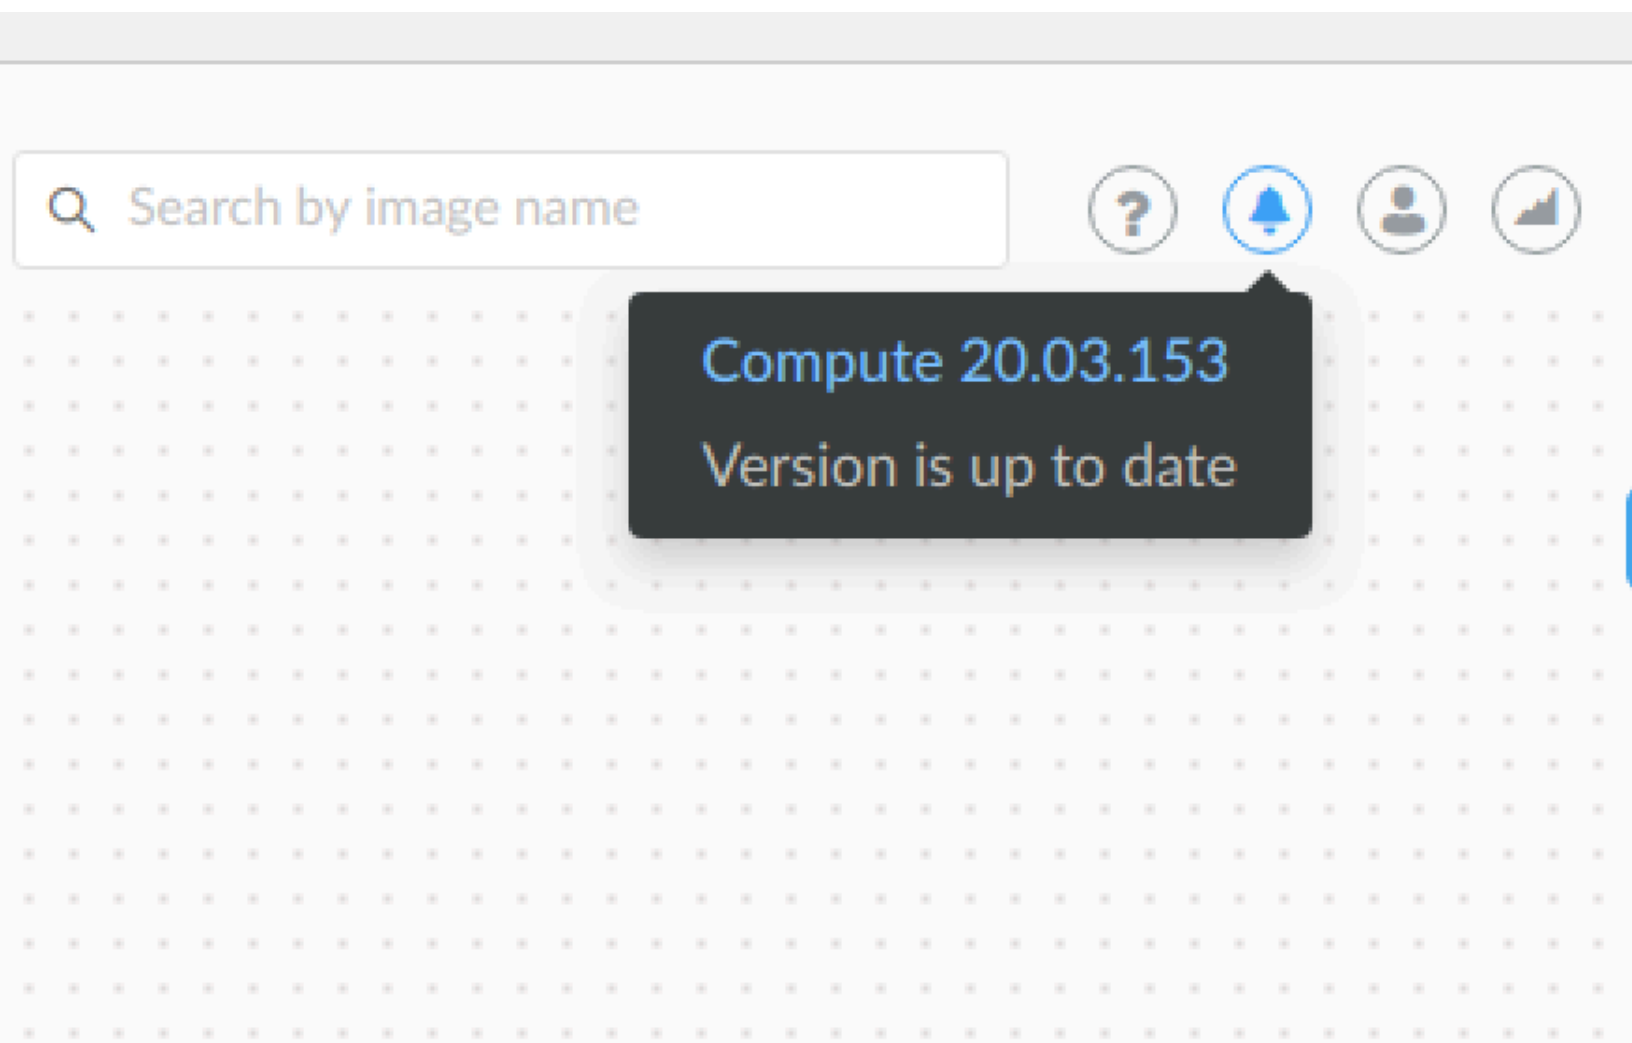 Search by image name
?
Compute 20.03.153
Version is up to date